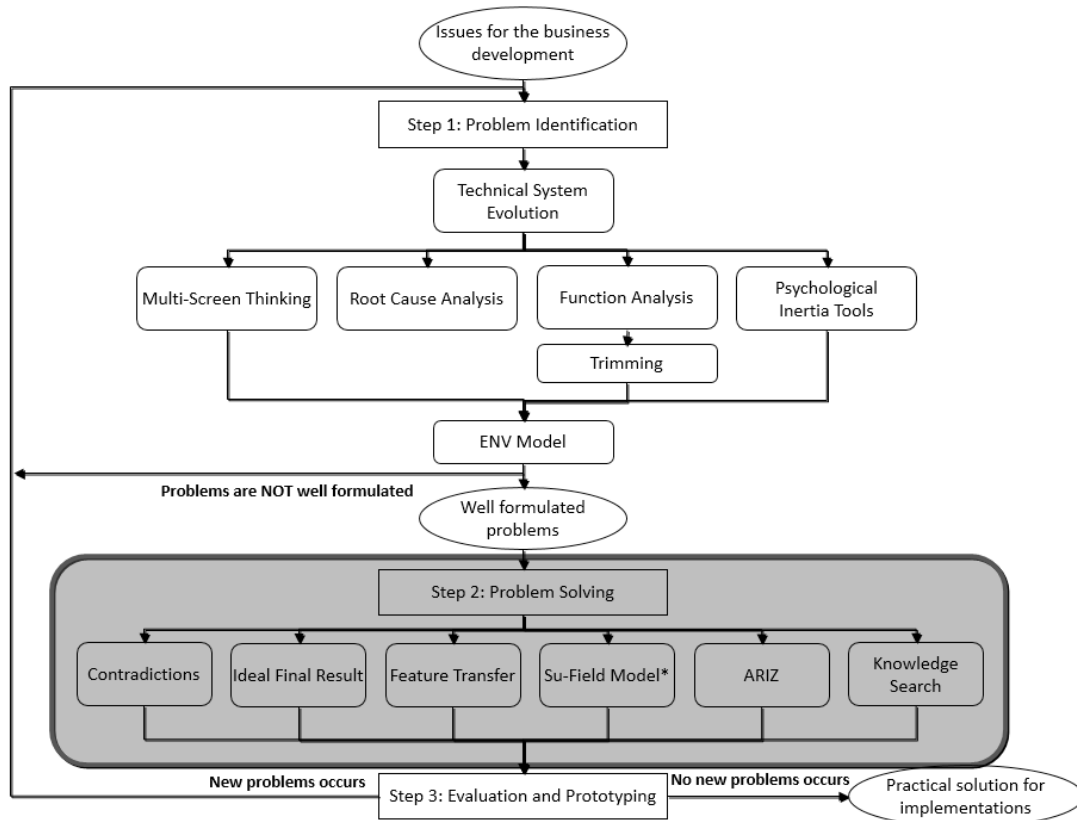 Issues for the business
development
Step 1: Problem Identification
Technical System
Evolution
Multi-Screen Thinking
Root Cause Analysis
Function Analysis
Psychological
Inertia Tools
Trimming
ENV Model
Problems are NOT well formulated
Well formulated
problems
Step 2: Problem Solving
Contradictions
Ideal Final Result
Feature Transfer
Su-Field Model*
ARIZ
Knowledge
Search
New problems occurs
Step 3: Evaluation and Prototyping
No new problems occurs
Practical solution for
implementations